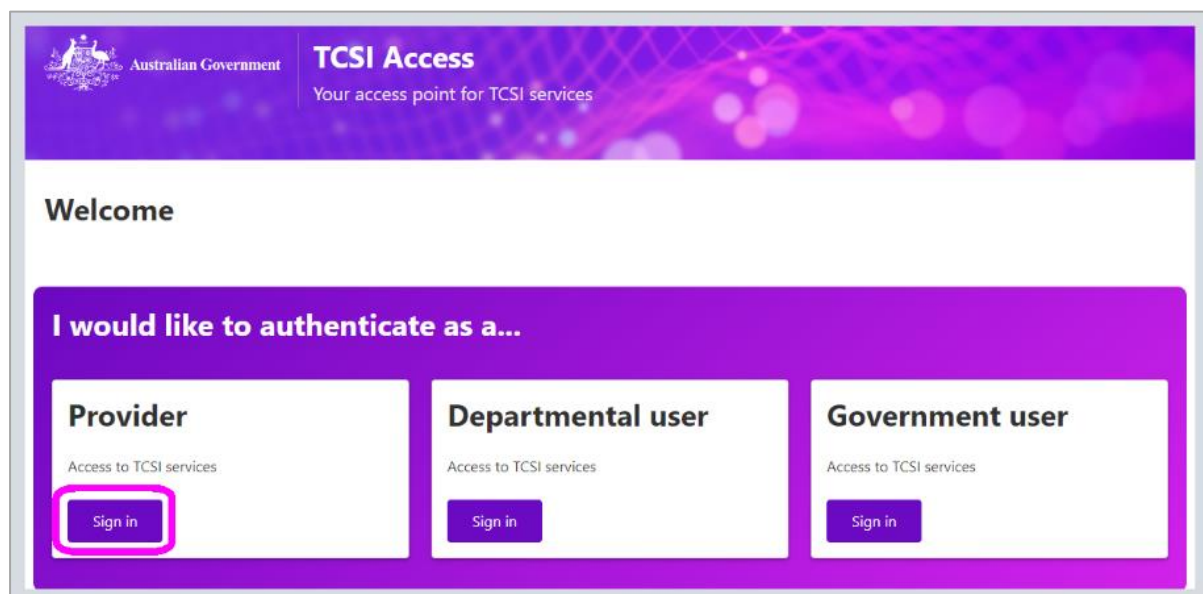 Australian Government
TCSI Access
Your access point for TCSI services
Welcome
I would like to authenticate as a...
Provider
Access to TCSI services
Sign in
Departmental user
Access to TCSI services
Sign in
Government user
Access to TCSI services
Sign in